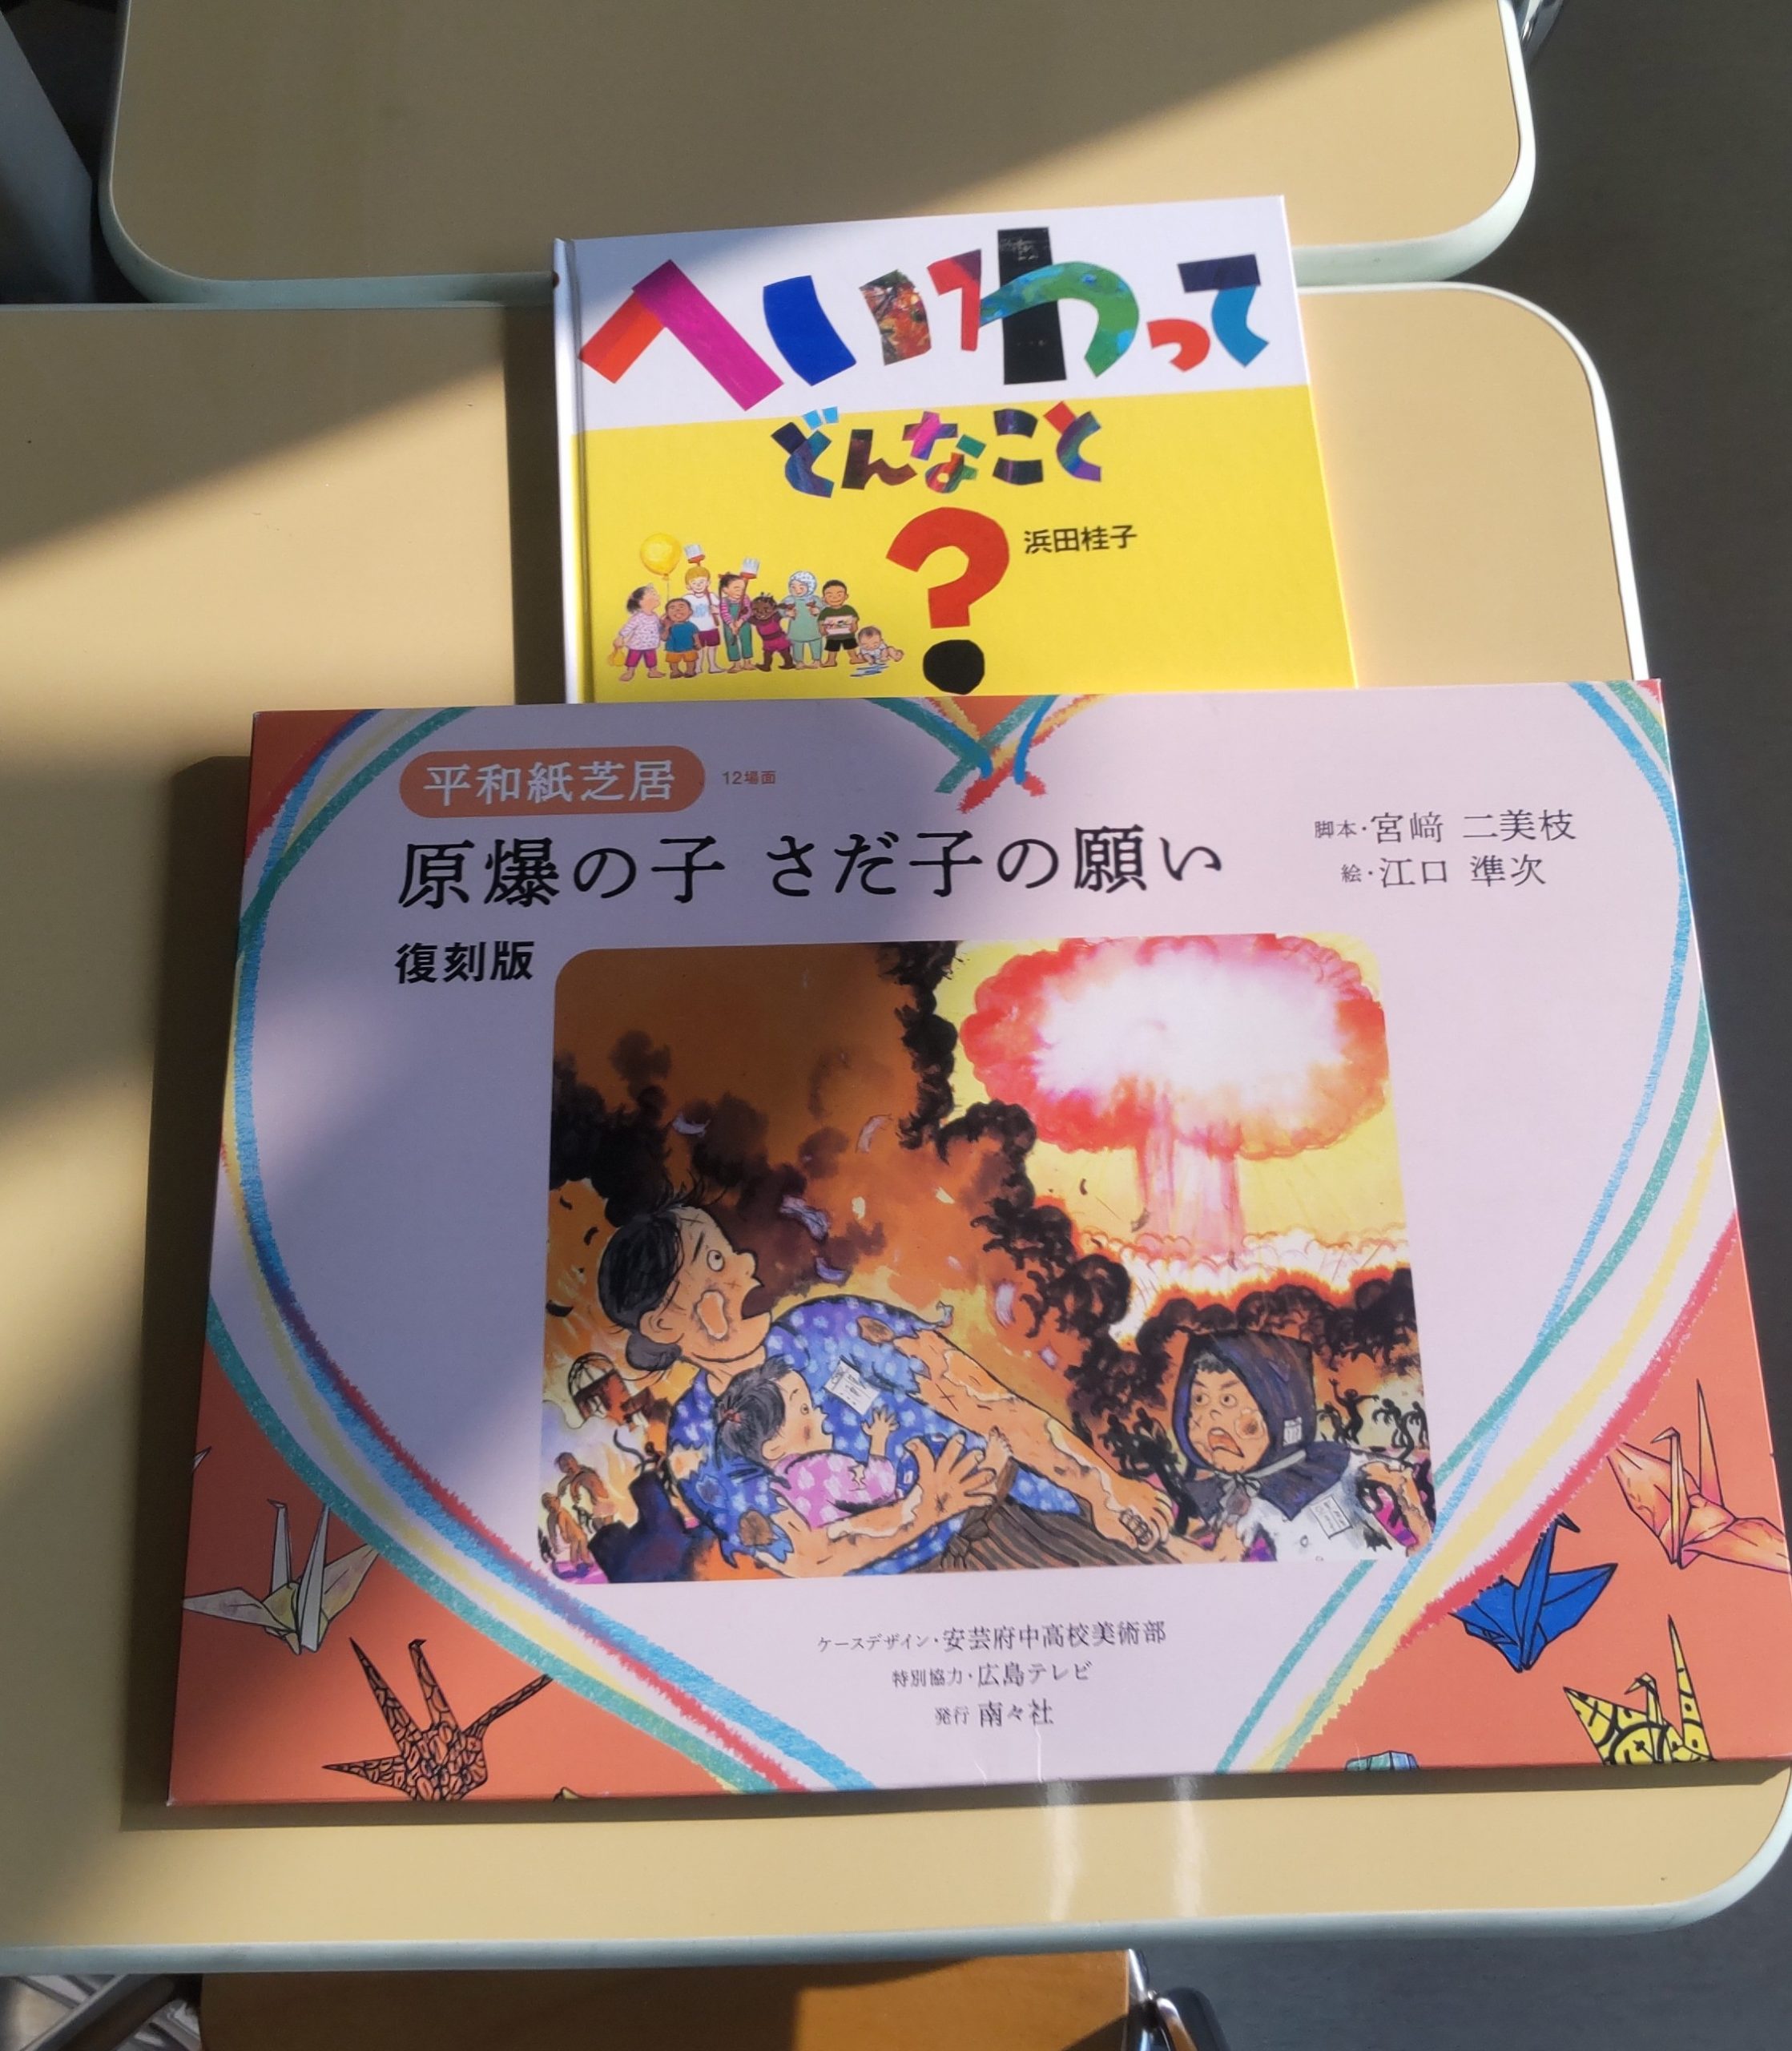 へいわって
どんなこと
?
浜田桂子
平和紙芝居 12場面
原爆の子 さだ子の願い
復刻版
脚本・宮﨑 二美枝
絵・江口 準次
ケースデザイン・安芸府中高校美術部
特別協力・広島テレビ
発行 南々社